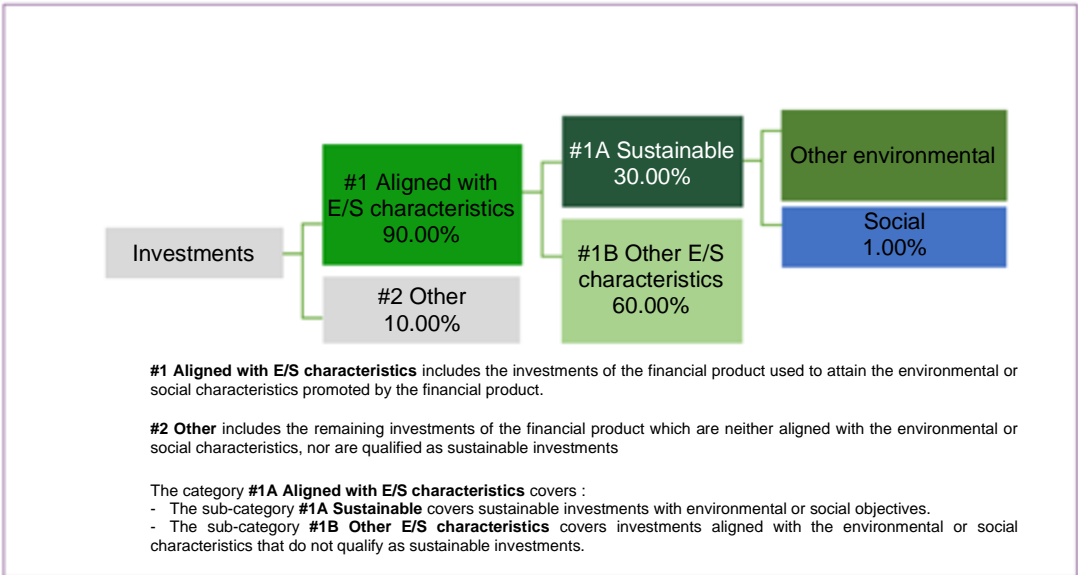 Investments
#1 Aligned with
E/S characteristics
90.00%
#2 Other
10.00%
#1A Sustainable
30.00%
#1B Other E/S
characteristics
60.00%
Other environmental
Social
1.00%
#1 Aligned with E/S characteristics includes the investments of the financial product used to attain the environmental or
social characteristics promoted by the financial product.
#2 Other includes the remaining investments of the financial product which are neither aligned with the environmental or
social characteristics, nor are qualified as sustainable investments
The category #1A Aligned with E/S characteristics covers :
- The sub-category #1A Sustainable covers sustainable investments with environmental or social objectives.
- The sub-category #1B Other E/S characteristics covers investments aligned with the environmental or social
characteristics that do not qualify as sustainable investments.